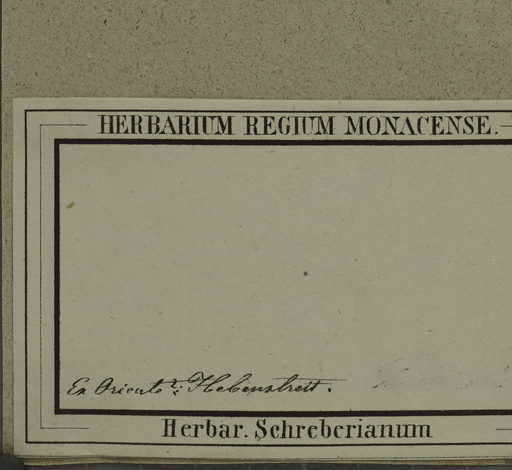 HERBARIUM REGIUM MONACENSE.
Ex Oriente: Hebenstreit.
Herbar. Schreberianum